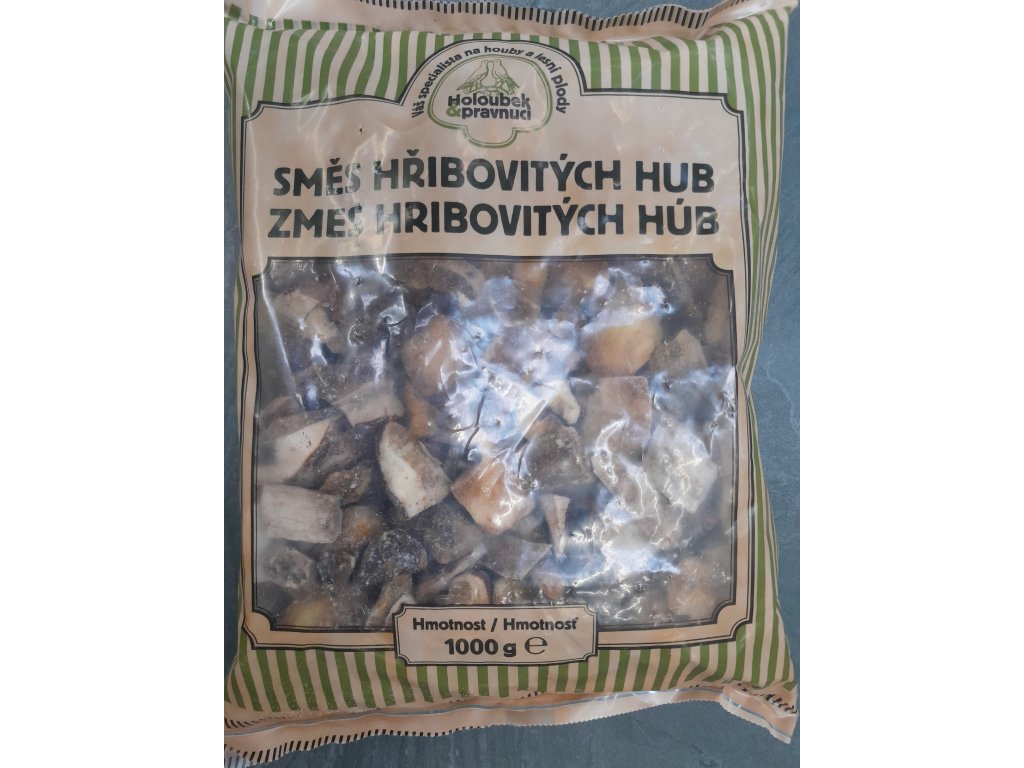 Váš specialista na houby a lesní plody
Holoubek
& pravnuci
SMĚS HŘIBOVITÝCH HUB
ZMES HRIBOVITÝCH HÚB
Hmotnost / Hmotnosť
1000 g ℮